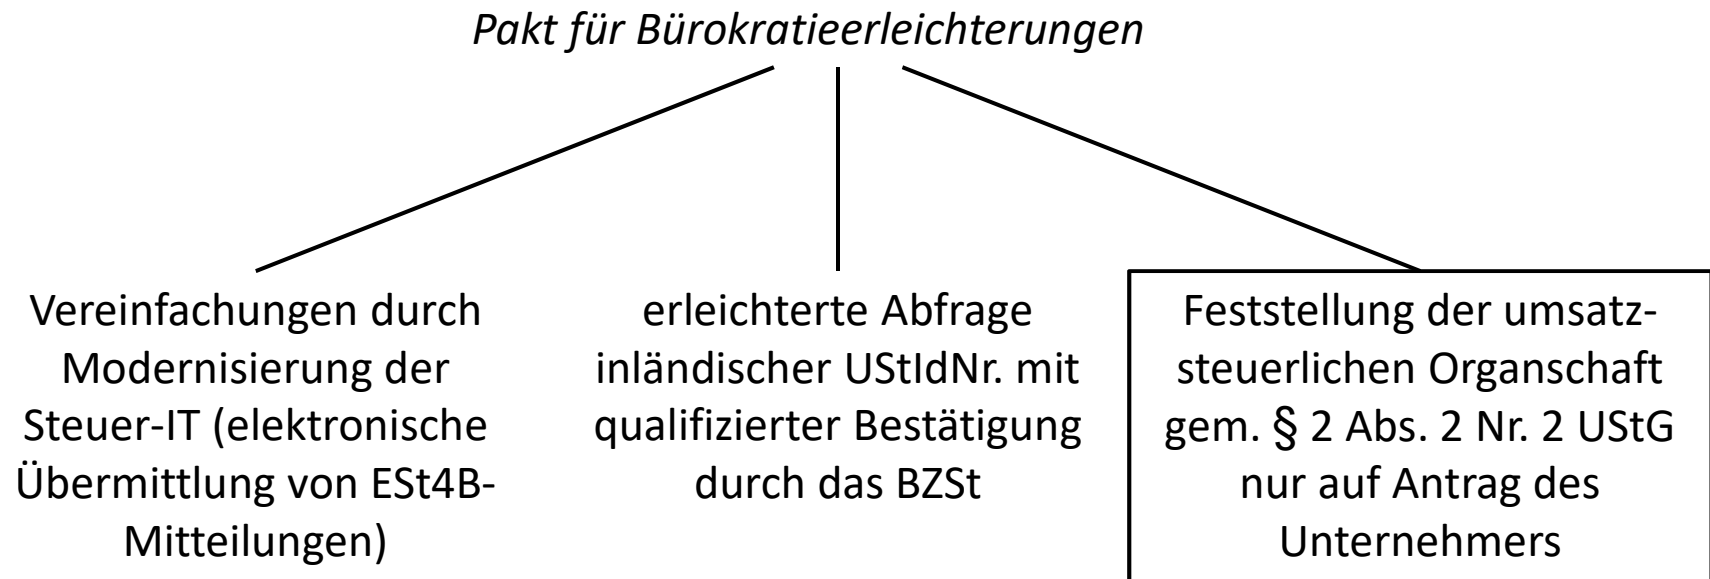 Pakt für Bürokratieerleichterungen
Vereinfachungen durch
Modernisierung der
Steuer-IT (elektronische
Übermittlung von ESt4B-
Mitteilungen)
erleichterte Abfrage
inländischer UStIdNr. mit
qualifizierter Bestätigung
durch das BZSt
Feststellung der umsatz-
steuerlichen Organschaft
gem. § 2 Abs. 2 Nr. 2 UStG
nur auf Antrag des
Unternehmers